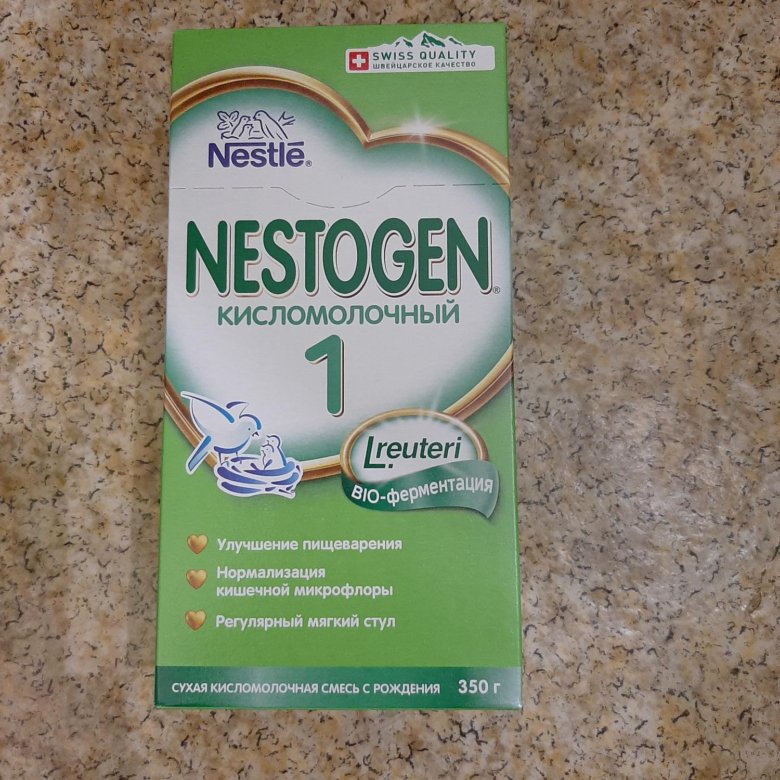 SWISS QUALITY
ШВЕЙЦАРСКОЕ КАЧЕСТВО
Nestlé®
NESTOGEN®
КИСЛОМОЛОЧНЫЙ
1
L.reuteri
BIO-ферментация
Улучшение пищеварения
Нормализация
кишечной микрофлоры
Регулярный мягкий стул
СУХАЯ КИСЛОМОЛОЧНАЯ СМЕСЬ С РОЖДЕНИЯ 350 г